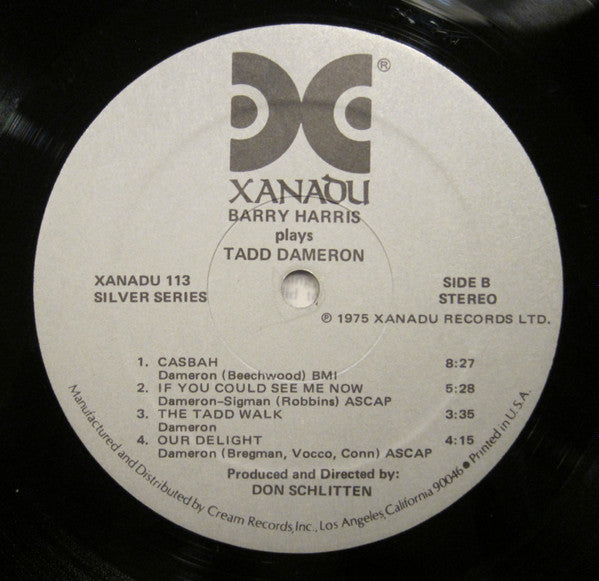 ®
XANADU
BARRY HARRIS
plays
TADD DAMERON
XANADU 113
SILVER SERIES
SIDE B
STEREO
℗ 1975 XANADU RECORDS LTD.
1. CASBAH 8:27
Dameron (Beechwood) BMI
2. IF YOU COULD SEE ME NOW 5:28
Dameron-Sigman (Robbins) ASCAP
3. THE TADD WALK 3:35
Dameron
4. OUR DELIGHT 4:15
Dameron (Bregman, Vocco, Conn) ASCAP
Produced and Directed by:
DON SCHLITTEN
Manufactured and Distributed by Cream Records, Inc., Los Angeles, California 90046 ● Printed in U.S.A.